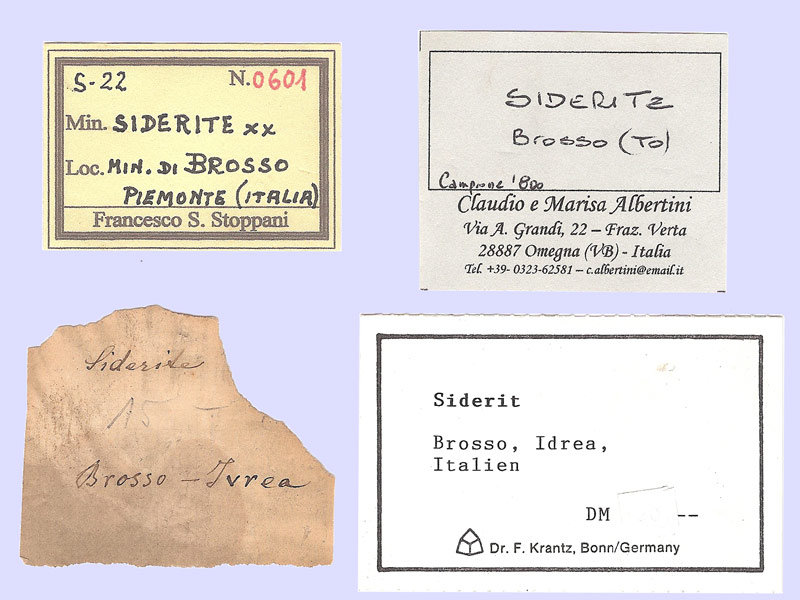 S-22 N.0601
Min. SIDERITE xx
Loc. MIN. DI BROSSO
PIEMONTE (ITALIA)
Francesco S. Stoppani
SIDERITE
Brosso (TO)
Campione '800
Claudio e Marisa Albertini
Via A. Grandi, 22 – Fraz. Verta
28887 Omegna (VB) - Italia
Tel. +39- 0323-62581 – c.albertini@email.it
Siderite
15 –
Brosso – Ivrea
Siderit
Brosso, Idrea,
Italien
DM --
Dr. F. Krantz, Bonn/Germany